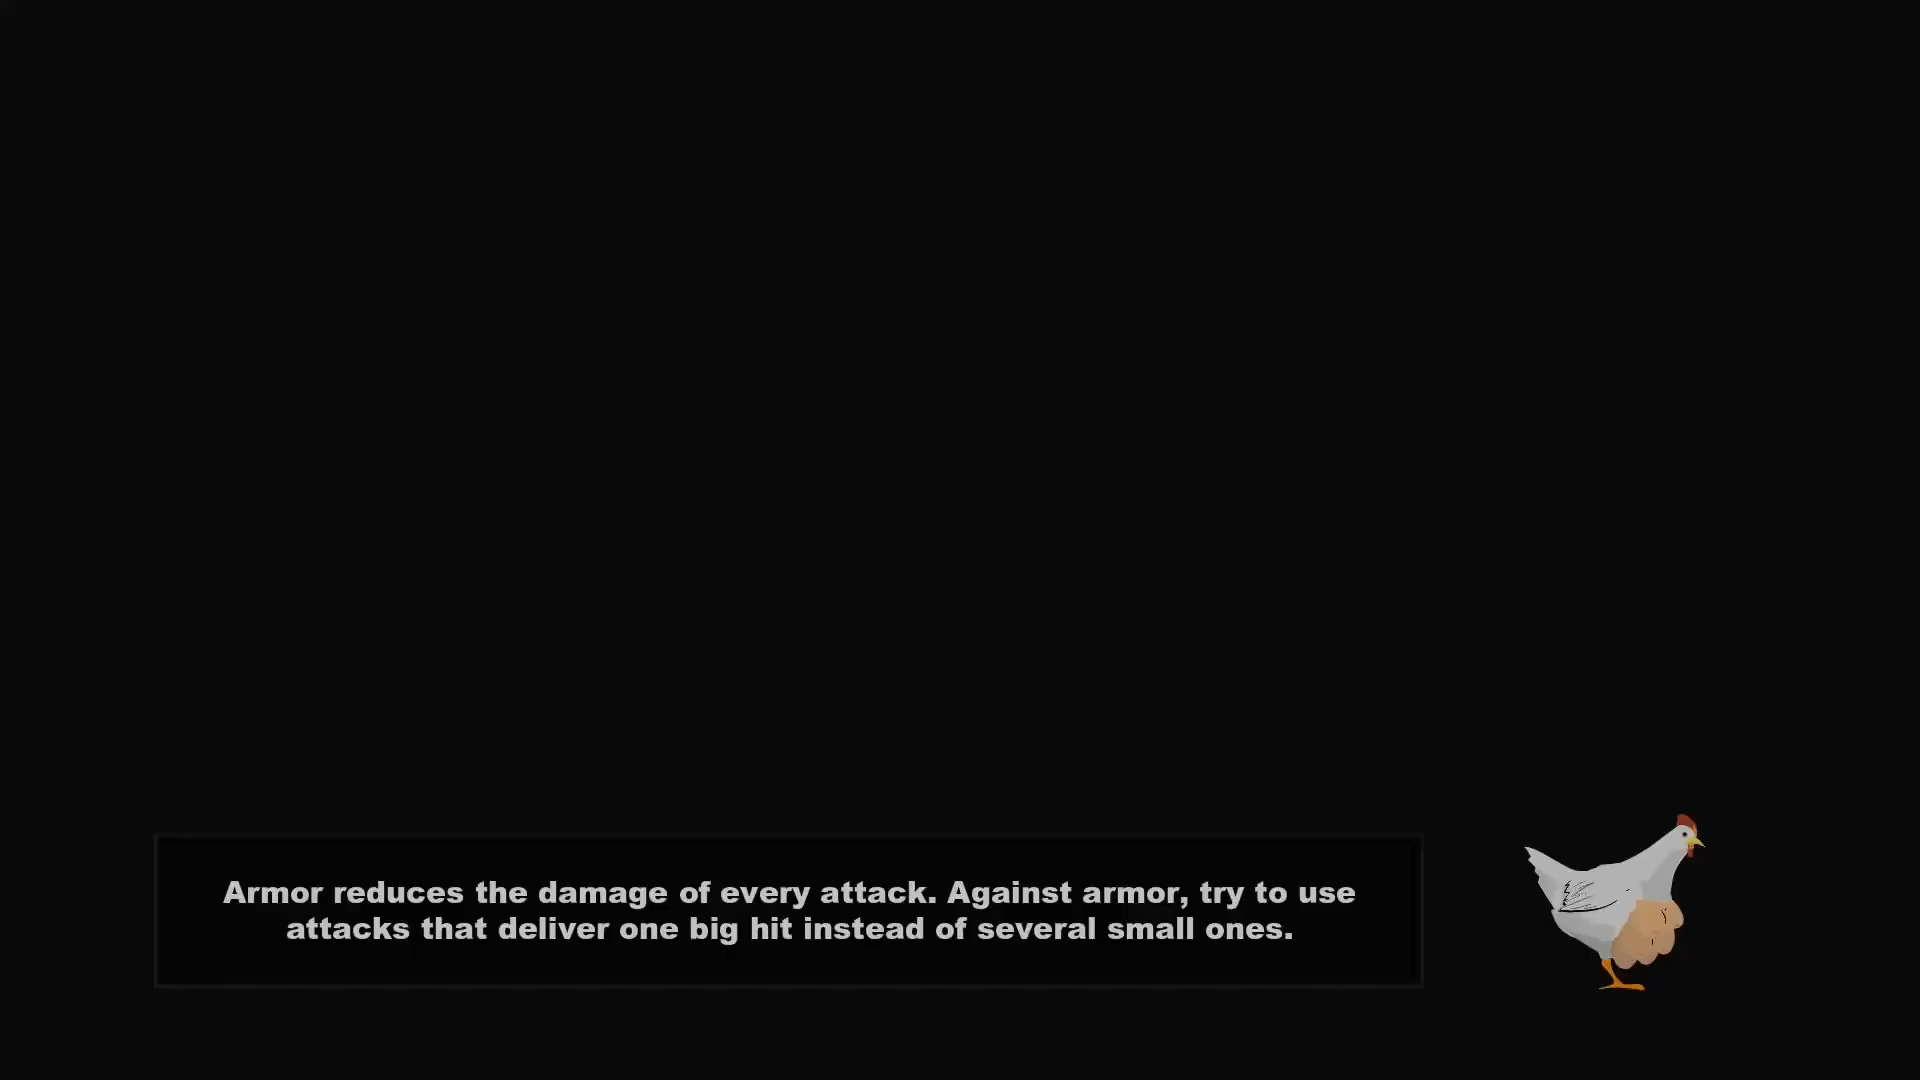 Armor reduces the damage of every attack. Against armor, try to use
attacks that deliver one big hit instead of several small ones.